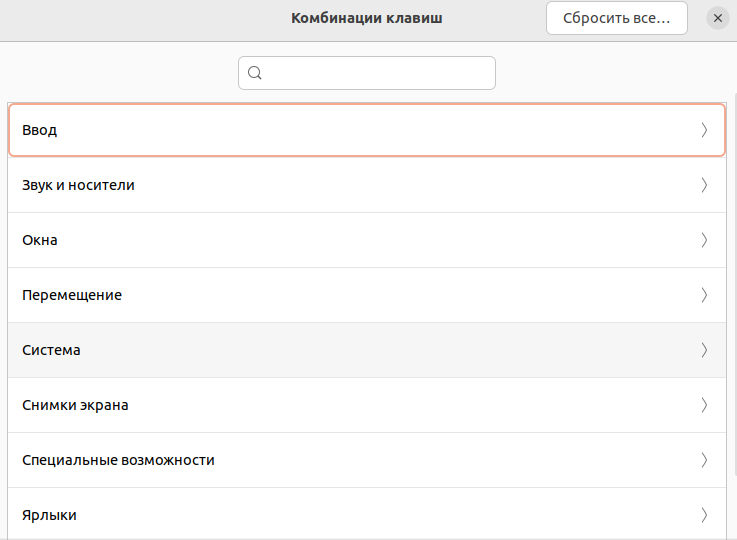 Комбинации клавиш
Сбросить все…
Ввод
Звук и носители
Окна
Перемещение
Система
Снимки экрана
Специальные возможности
Ярлыки